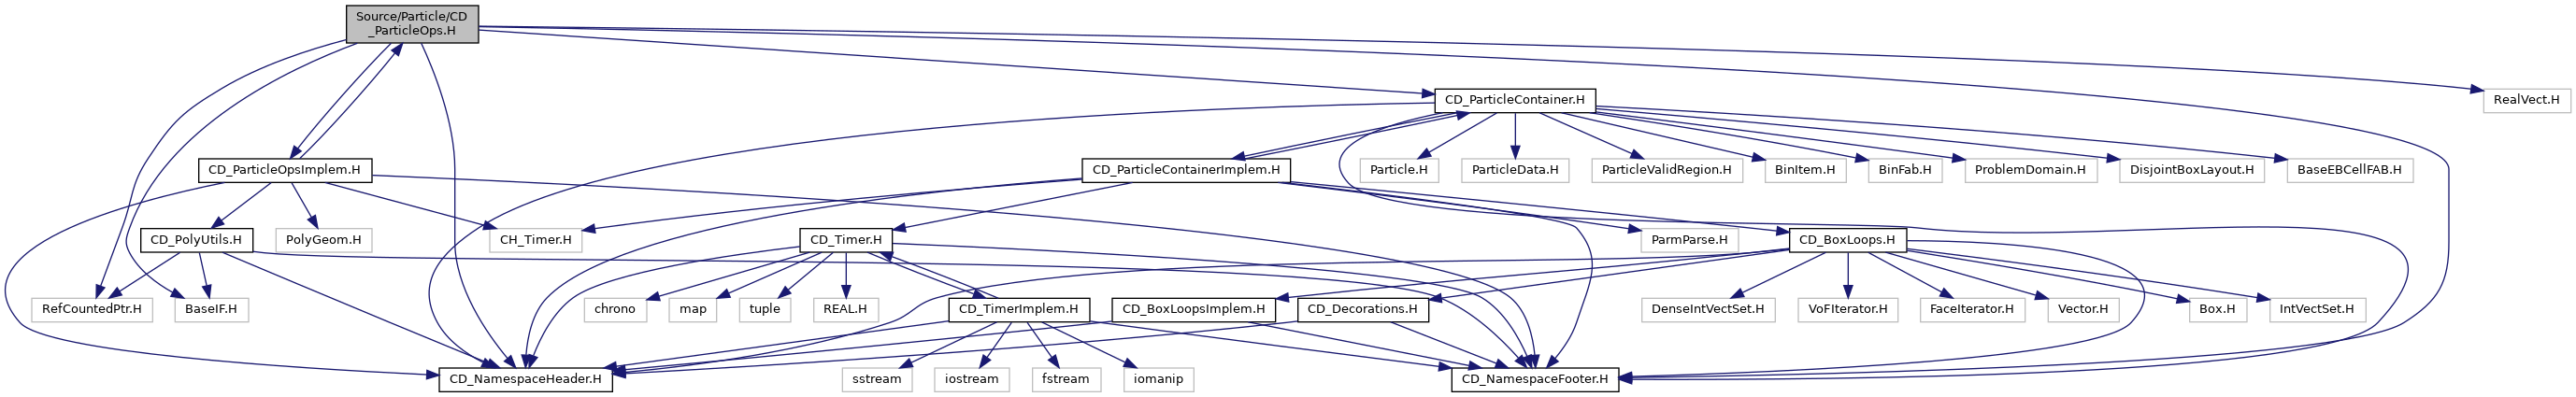 Source/Particle/CD
_ParticleOps.H
CD_ParticleContainer.H
RealVect.H
CD_ParticleOpsImplem.H
CD_ParticleContainerImplem.H
Particle.H
ParticleData.H
ParticleValidRegion.H
BinItem.H
BinFab.H
ProblemDomain.H
DisjointBoxLayout.H
BaseEBCellFAB.H
CD_PolyUtils.H
PolyGeom.H
CH_Timer.H
CD_Timer.H
ParmParse.H
CD_BoxLoops.H
RefCountedPtr.H
BaseIF.H
chrono
map
tuple
REAL.H
CD_TimerImplem.H
CD_BoxLoopsImplem.H
CD_Decorations.H
DenseIntVectSet.H
VoFIterator.H
FaceIterator.H
Vector.H
Box.H
IntVectSet.H
CD_NamespaceHeader.H
sstream
iostream
fstream
iomanip
CD_NamespaceFooter.H